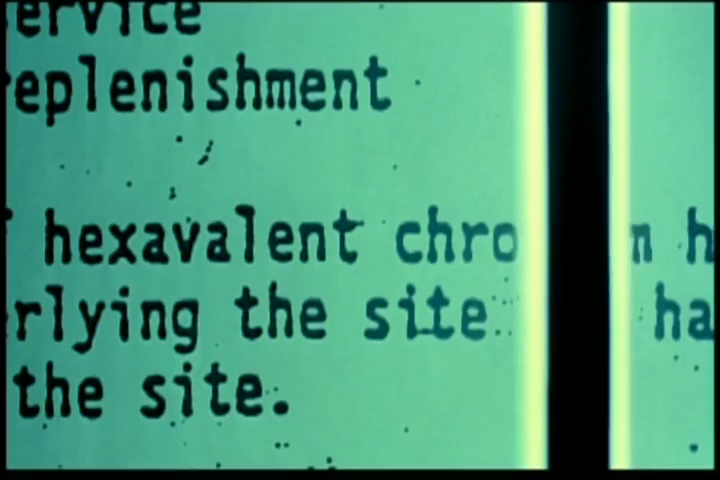 ervice
eplenishment
hexavalent chro n h
rlying the site ha
the site.